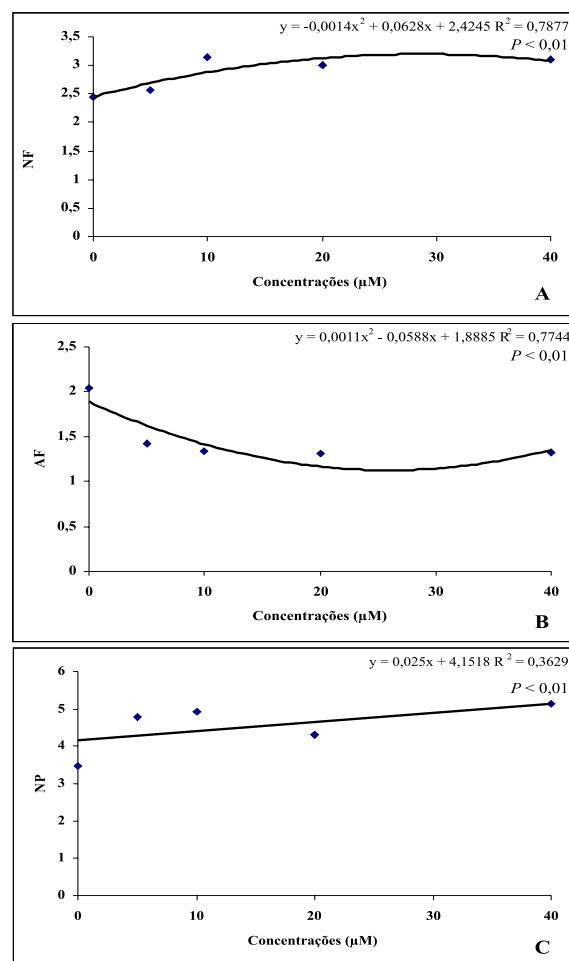 y = -0,0014x² + 0,0628x + 2,4245 R² = 0,7877
P < 0,01
3,5
3
2,5
2
1,5
1
0,5
0
NF
0 10 20 30 40
Concentrações (µM)
A
y = 0,0011x² - 0,0588x + 1,8885 R² = 0,7744
P < 0,01
2,5
2
1,5
1
0,5
0
AF
0 10 20 30 40
Concentrações (µM)
B
y = 0,025x + 4,1518 R² = 0,3629
P < 0,01
6
5
4
3
2
1
0
NP
0 10 20 30 40
Concentrações (µM)
C